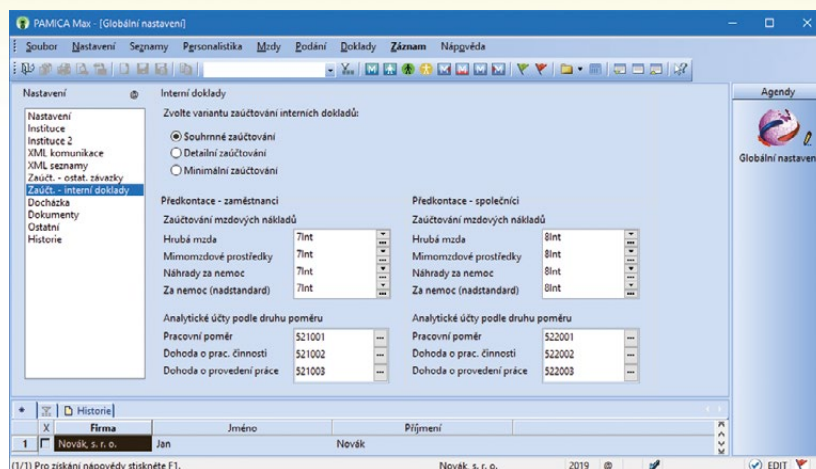 PAMICA Max - [Globální nastavení]
Soubor Nastavení Seznamy Personalistika Mzdy Podání Doklady Záznam Nápověda
Nastavení @
Nastavení
Instituce
Instituce 2
XML komunikace
XML seznamy
Zaúčt. - ostat. závazky
Zaúčt. - interní doklady
Docházka
Dokumenty
Ostatní
Historie
Interní doklady
Zvolte variantu zaúčtování interních dokladů:
Souhrnné zaúčtování
Detailní zaúčtování
Minimální zaúčtování
Předkontace - zaměstnanci
Zaúčtování mzdových nákladů
Hrubá mzda 7Int
Mimomzdové prostředky 7Int
Náhrady za nemoc 7Int
Za nemoc (nadstandard) 7Int
Analytické účty podle druhu poměru
Pracovní poměr 521001
Dohoda o prac. činnosti 521002
Dohoda o provedení práce 521003
Předkontace - společníci
Zaúčtování mzdových nákladů
Hrubá mzda 8Int
Mimomzdové prostředky 8Int
Náhrady za nemoc 8Int
Za nemoc (nadstandard) 8Int
Analytické účty podle druhu poměru
Pracovní poměr 522001
Dohoda o prac. činnosti 522002
Dohoda o provedení práce 522003
Agendy
Globální nastaven
* Historie
X Firma Jméno Příjmení
1 Novák, s. r. o. Jan Novák
(1/1) Pro získání nápovědy stiskněte F1. Novák, s. r. o. 2019 @ EDIT